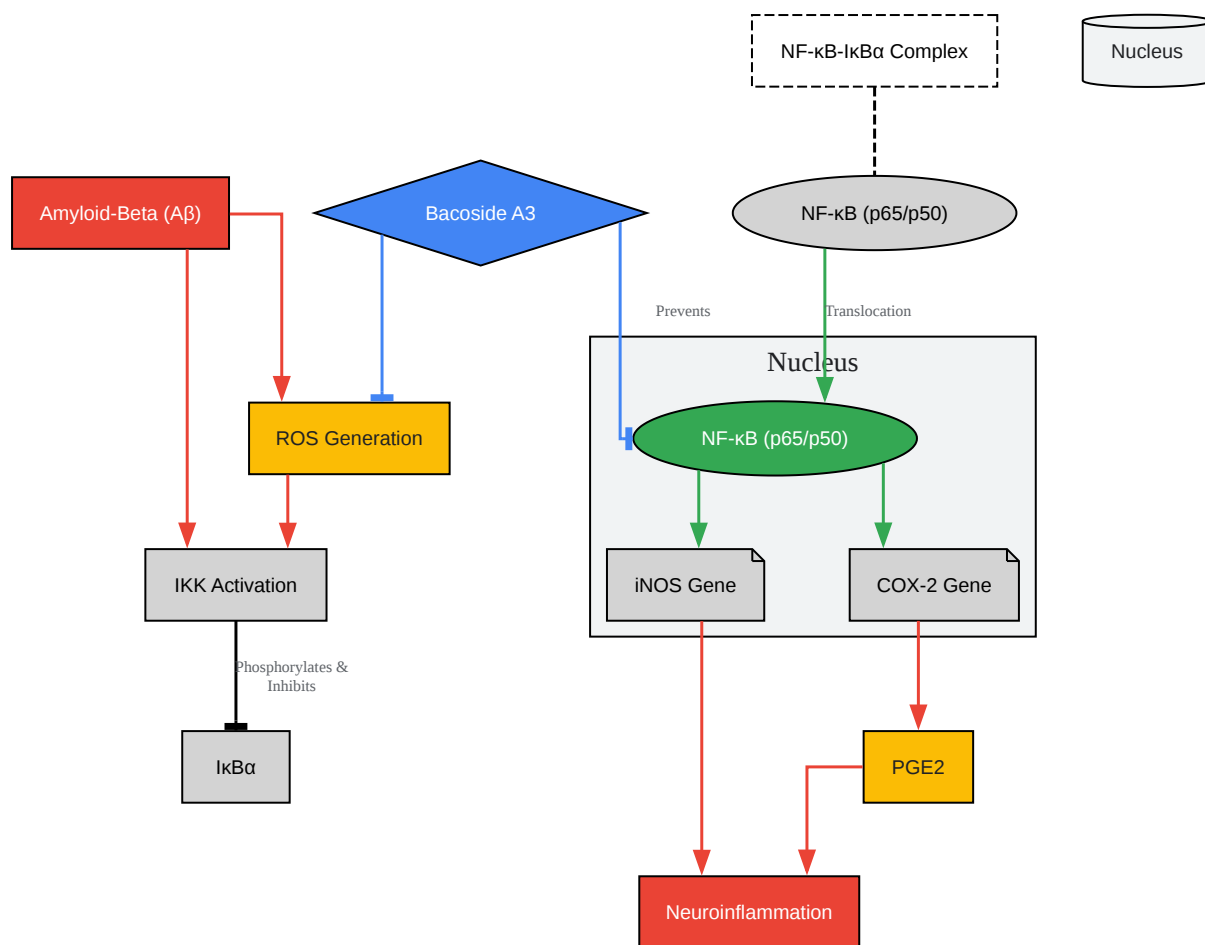 NF-κB-IκBα Complex
Nucleus
Amyloid-Beta (Aβ)
Bacoside A3
NF-κB (p65/p50)
Prevents
Translocation
Nucleus
ROS Generation
NF-κB (p65/p50)
IKK Activation
iNOS Gene
COX-2 Gene
Phosphorylates &
Inhibits
IκBα
PGE2
Neuroinflammation